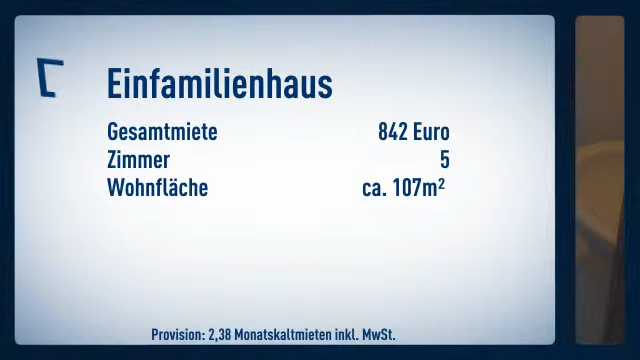 Einfamilienhaus
Gesamtmiete 842 Euro
Zimmer 5
Wohnfläche ca. 107m²
Provision: 2,38 Monatskaltmieten inkl. MwSt.